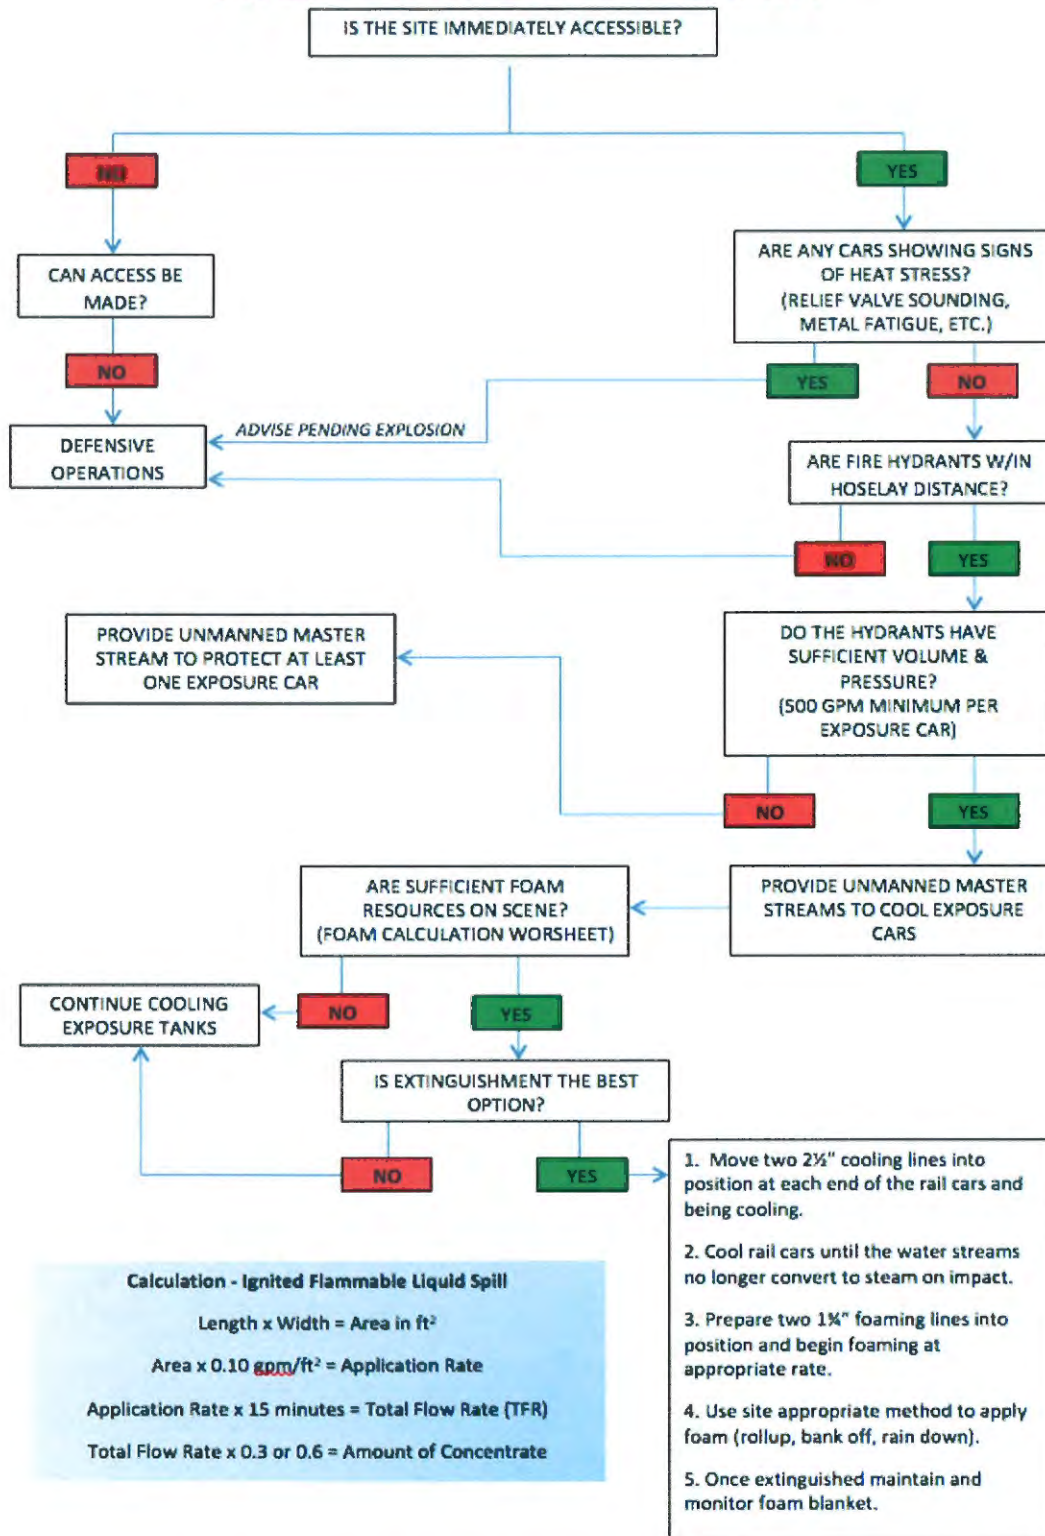 IS THE SITE IMMEDIATELY ACCESSIBLE?
NO
YES
CAN ACCESS BE
MADE?
ARE ANY CARS SHOWING SIGNS
OF HEAT STRESS?
(RELIEF VALVE SOUNDING,
METAL FATIGUE, ETC.)
NO
YES
NO
ADVISE PENDING EXPLOSION
DEFENSIVE
OPERATIONS
ARE FIRE HYDRANTS W/IN
HOSELAY DISTANCE?
NO
YES
PROVIDE UNMANNED MASTER
STREAM TO PROTECT AT LEAST
ONE EXPOSURE CAR
DO THE HYDRANTS HAVE
SUFFICIENT VOLUME &
PRESSURE?
(500 GPM MINIMUM PER
EXPOSURE CAR)
NO
YES
ARE SUFFICIENT FOAM
RESOURCES ON SCENE?
(FOAM CALCULATION WORSHEET)
PROVIDE UNMANNED MASTER
STREAMS TO COOL EXPOSURE
CARS
CONTINUE COOLING
EXPOSURE TANKS
NO
YES
IS EXTINGUISHMENT THE BEST
OPTION?
NO
YES
1. Move two 2½" cooling lines into
position at each end of the rail cars and
being cooling.
2. Cool rail cars until the water streams
no longer convert to steam on impact.
3. Prepare two 1¾" foaming lines into
position and begin foaming at
appropriate rate.
4. Use site appropriate method to apply
foam (rollup, bank off, rain down).
5. Once extinguished maintain and
monitor foam blanket.
Calculation - Ignited Flammable Liquid Spill
Length x Width = Area in ft²
Area x 0.10 gpm/ft² = Application Rate
Application Rate x 15 minutes = Total Flow Rate (TFR)
Total Flow Rate x 0.3 or 0.6 = Amount of Concentrate